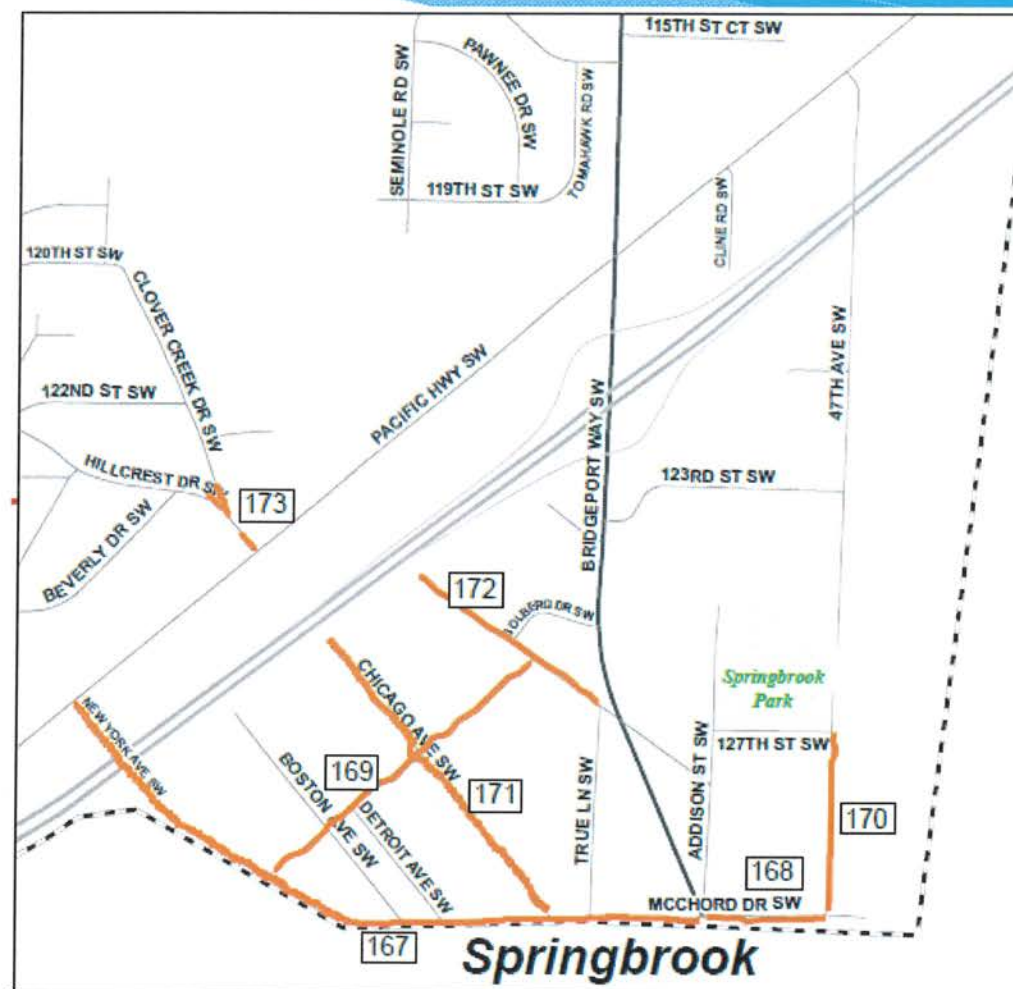 115TH ST CT SW
SEMINOLE RD SW
PAWNEE DR SW
TOMAHAWK RD SW
119TH ST SW
CLINE RD SW
120TH ST SW
CLOVER CREEK DR SW
47TH AVE SW
PACIFIC HWY SW
122ND ST SW
BRIDGEPORT WAY SW
HILLCREST DR SW
123RD ST SW
173
BEVERLY DR SW
172
CHICAGO AVE SW
Springbrook
Park
NEW YORK AVE SW
127TH ST SW
BOSTON AVE SW
169
171
DETROIT AVE SW
TRUE LN SW
ADDISON ST SW
170
168
MCCHORD DR SW
167
Springbrook